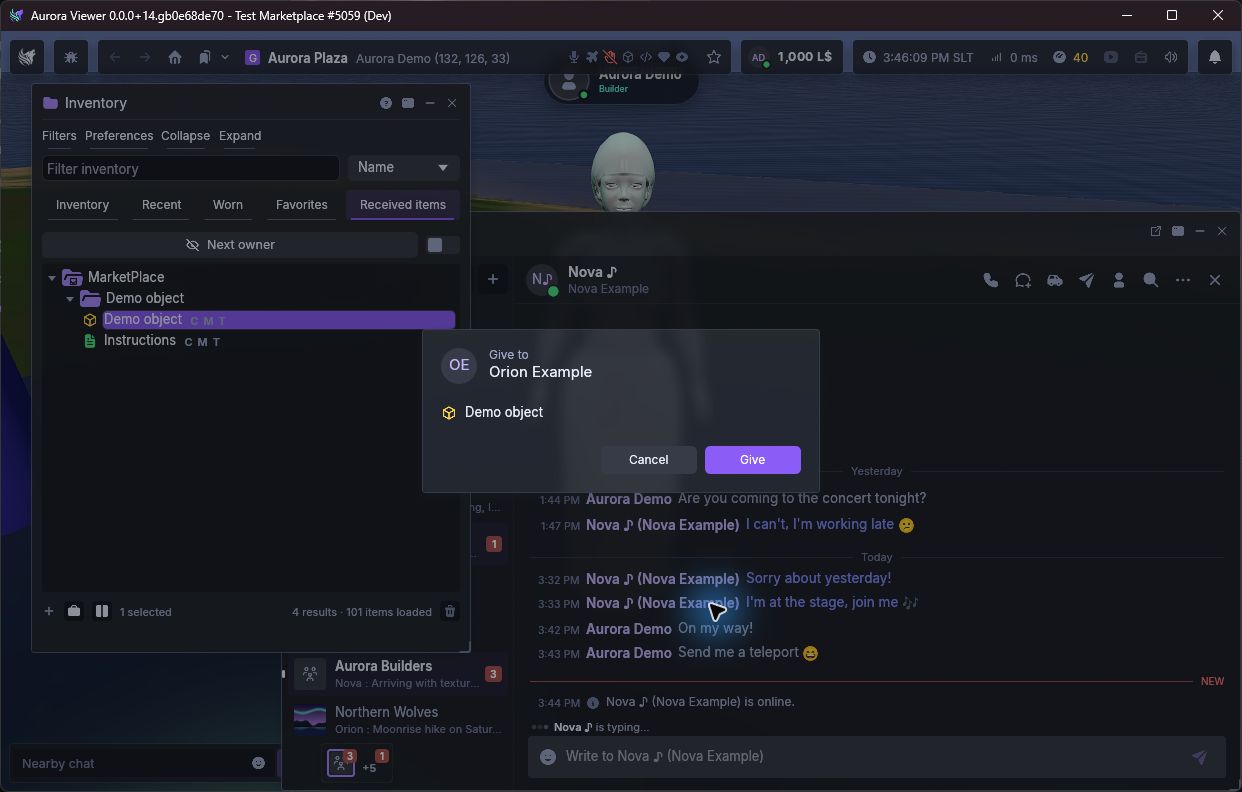 Aurora Viewer 0.0.0+14.gb0e68de70 - Test Marketplace #5059 (Dev)
G Aurora Plaza Aurora Demo (132, 126, 33)
AD 1,000 L$
3:46:09 PM SLT 0 ms 40
Aurora Demo
Builder
Inventory
Filters Preferences Collapse Expand
Filter inventory
Name
Inventory Recent Worn Favorites Received items
Next owner
MarketPlace
Demo object
Demo object C M T
Instructions C M T
1 selected
4 results · 101 items loaded
N♪ Nova ♪
Nova Example
OE Give to
Orion Example
Demo object
Cancel Give
ng, I...
1
Aurora Builders
Nova : Arriving with textur...
3
Northern Wolves
Orion : Moonrise hike on Satur...
3
+5
1
Yesterday
1:44 PM Aurora Demo Are you coming to the concert tonight?
1:47 PM Nova ♪ (Nova Example) I can't, I'm working late 😕
Today
3:32 PM Nova ♪ (Nova Example) Sorry about yesterday!
3:33 PM Nova ♪ (Nova Example) I'm at the stage, join me 🎶
3:42 PM Aurora Demo On my way!
3:43 PM Aurora Demo Send me a teleport 😄
NEW
3:44 PM Nova ♪ (Nova Example) is online.
Nova ♪ is typing...
Write to Nova ♪ (Nova Example)
Nearby chat